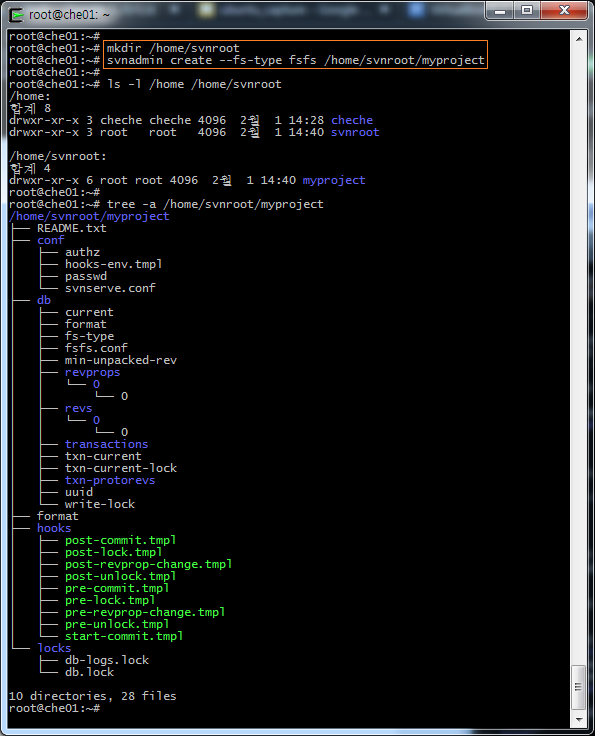 root@che01: ~
root@che01:~#
root@che01:~# mkdir /home/svnroot
root@che01:~# svnadmin create --fs-type fsfs /home/svnroot/myproject
root@che01:~#
root@che01:~# ls -l /home /home/svnroot
/home:
합계 8
drwxr-xr-x 3 cheche cheche 4096  2월  1 14:28 cheche
drwxr-xr-x 3 root   root   4096  2월  1 14:40 svnroot

/home/svnroot:
합계 4
drwxr-xr-x 6 root root 4096  2월  1 14:40 myproject
root@che01:~#
root@che01:~# tree -a /home/svnroot/myproject
/home/svnroot/myproject
├── README.txt
├── conf
│   ├── authz
│   ├── hooks-env.tmpl
│   ├── passwd
│   └── svnserve.conf
├── db
│   ├── current
│   ├── format
│   ├── fs-type
│   ├── fsfs.conf
│   ├── min-unpacked-rev
│   ├── revprops
│   │   └── 0
│   │       └── 0
│   ├── revs
│   │   └── 0
│   │       └── 0
│   ├── transactions
│   ├── txn-current
│   ├── txn-current-lock
│   ├── txn-protorevs
│   ├── uuid
│   └── write-lock
├── format
├── hooks
│   ├── post-commit.tmpl
│   ├── post-lock.tmpl
│   ├── post-revprop-change.tmpl
│   ├── post-unlock.tmpl
│   ├── pre-commit.tmpl
│   ├── pre-lock.tmpl
│   ├── pre-revprop-change.tmpl
│   ├── pre-unlock.tmpl
│   └── start-commit.tmpl
└── locks
    ├── db-logs.lock
    └── db.lock

10 directories, 28 files
root@che01:~#